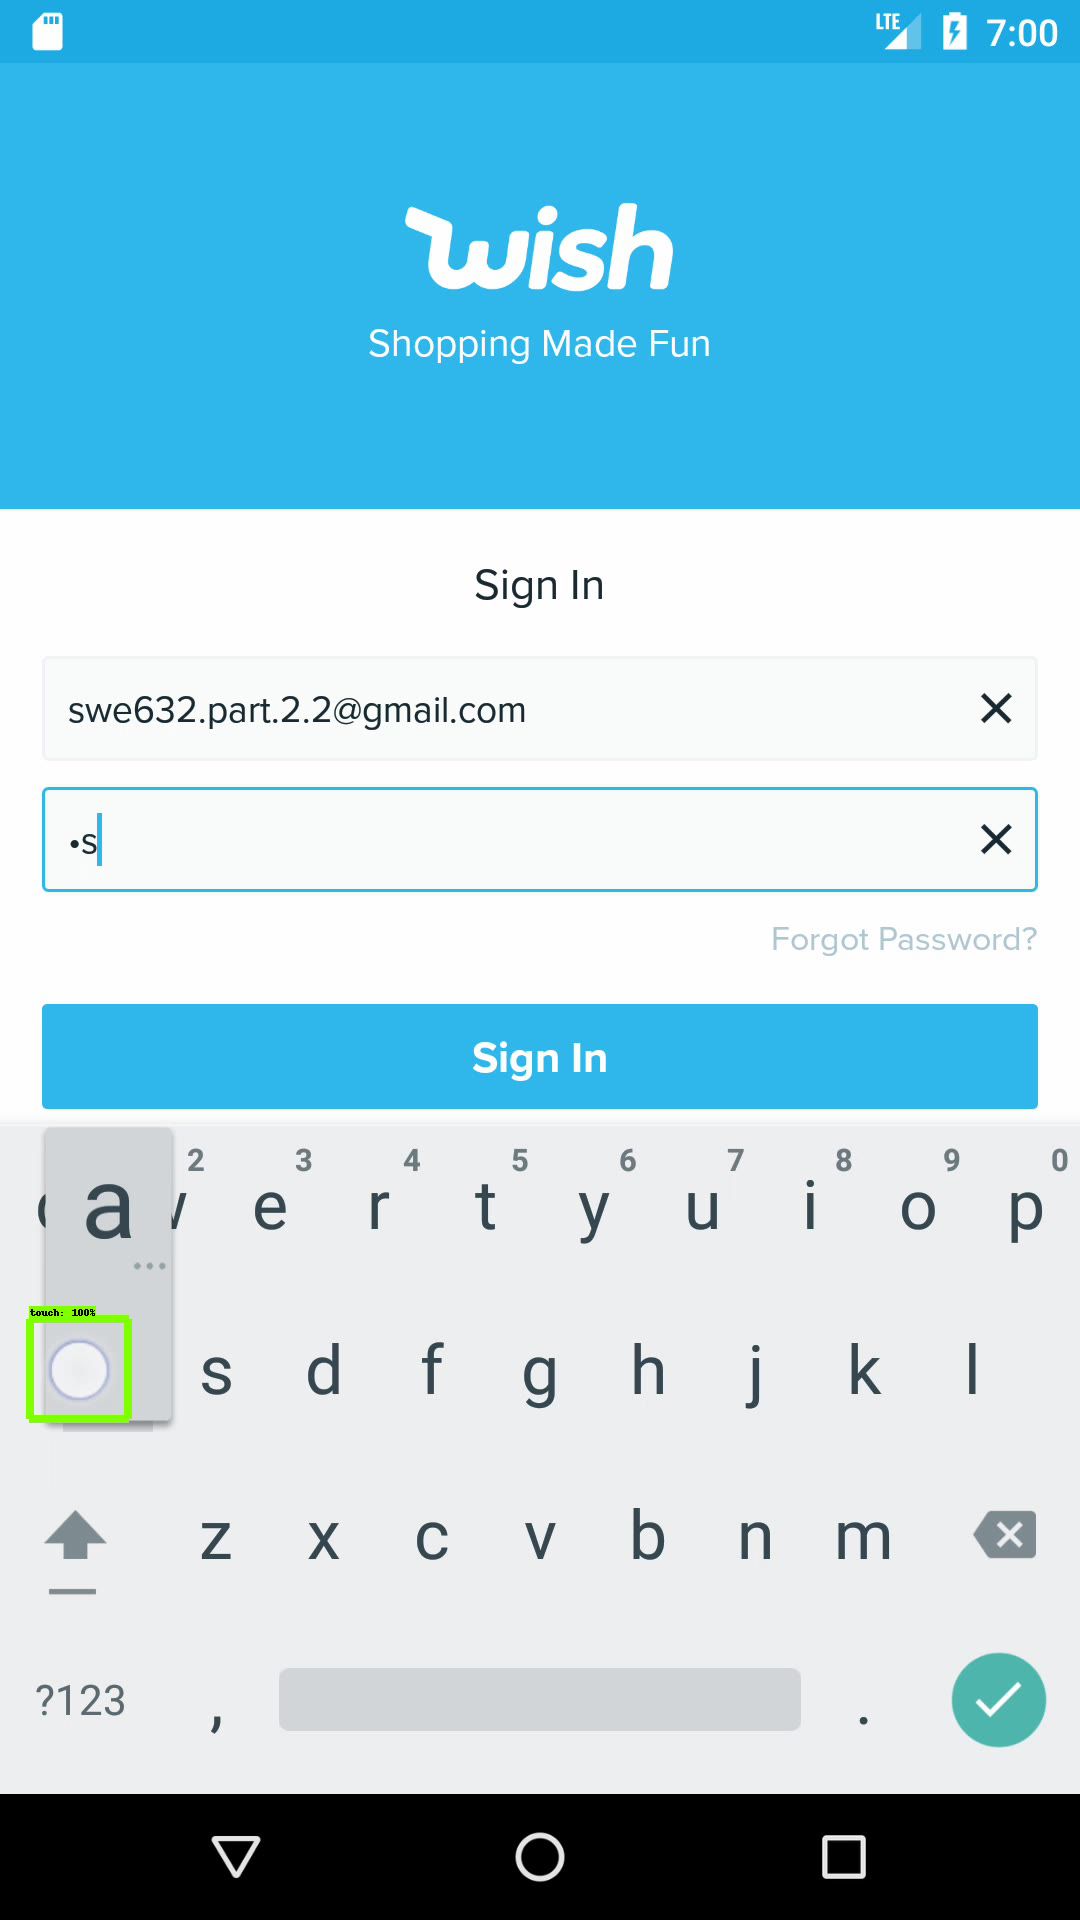 LTE 7:00
wish
Shopping Made Fun
Sign In
swe632.part.2.2@gmail.com
•s
Forgot Password?
Sign In
2 3 4 5 6 7 8 9 0
a e r t y u i o p
touch: 100%
s d f g h j k l
z x c v b n m
?123 , .